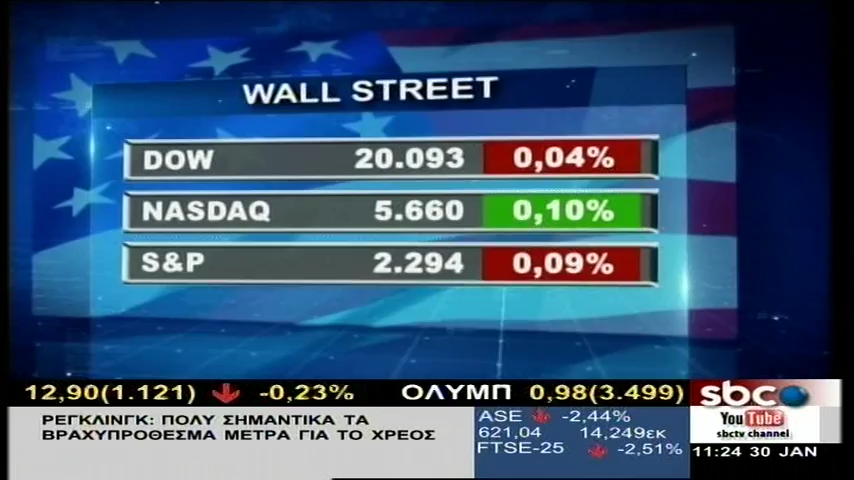 WALL STREET
DOW 20.093 0,04%
NASDAQ 5.660 0,10%
S&P 2.294 0,09%
12,90(1.121) -0,23% ΟΛΥΜΠ 0,98(3.499)
sbc
ΡΕΓΚΛΙΝΓΚ: ΠΟΛΥ ΣΗΜΑΝΤΙΚΑ ΤΑ
ΒΡΑΧΥΠΡΟΘΕΣΜΑ ΜΕΤΡΑ ΓΙΑ ΤΟ ΧΡΕΟΣ
ASE -2,44%
621,04 14,249εκ
FTSE-25 -2,51%
You Tube
sbctv channel
11:24 30 JAN